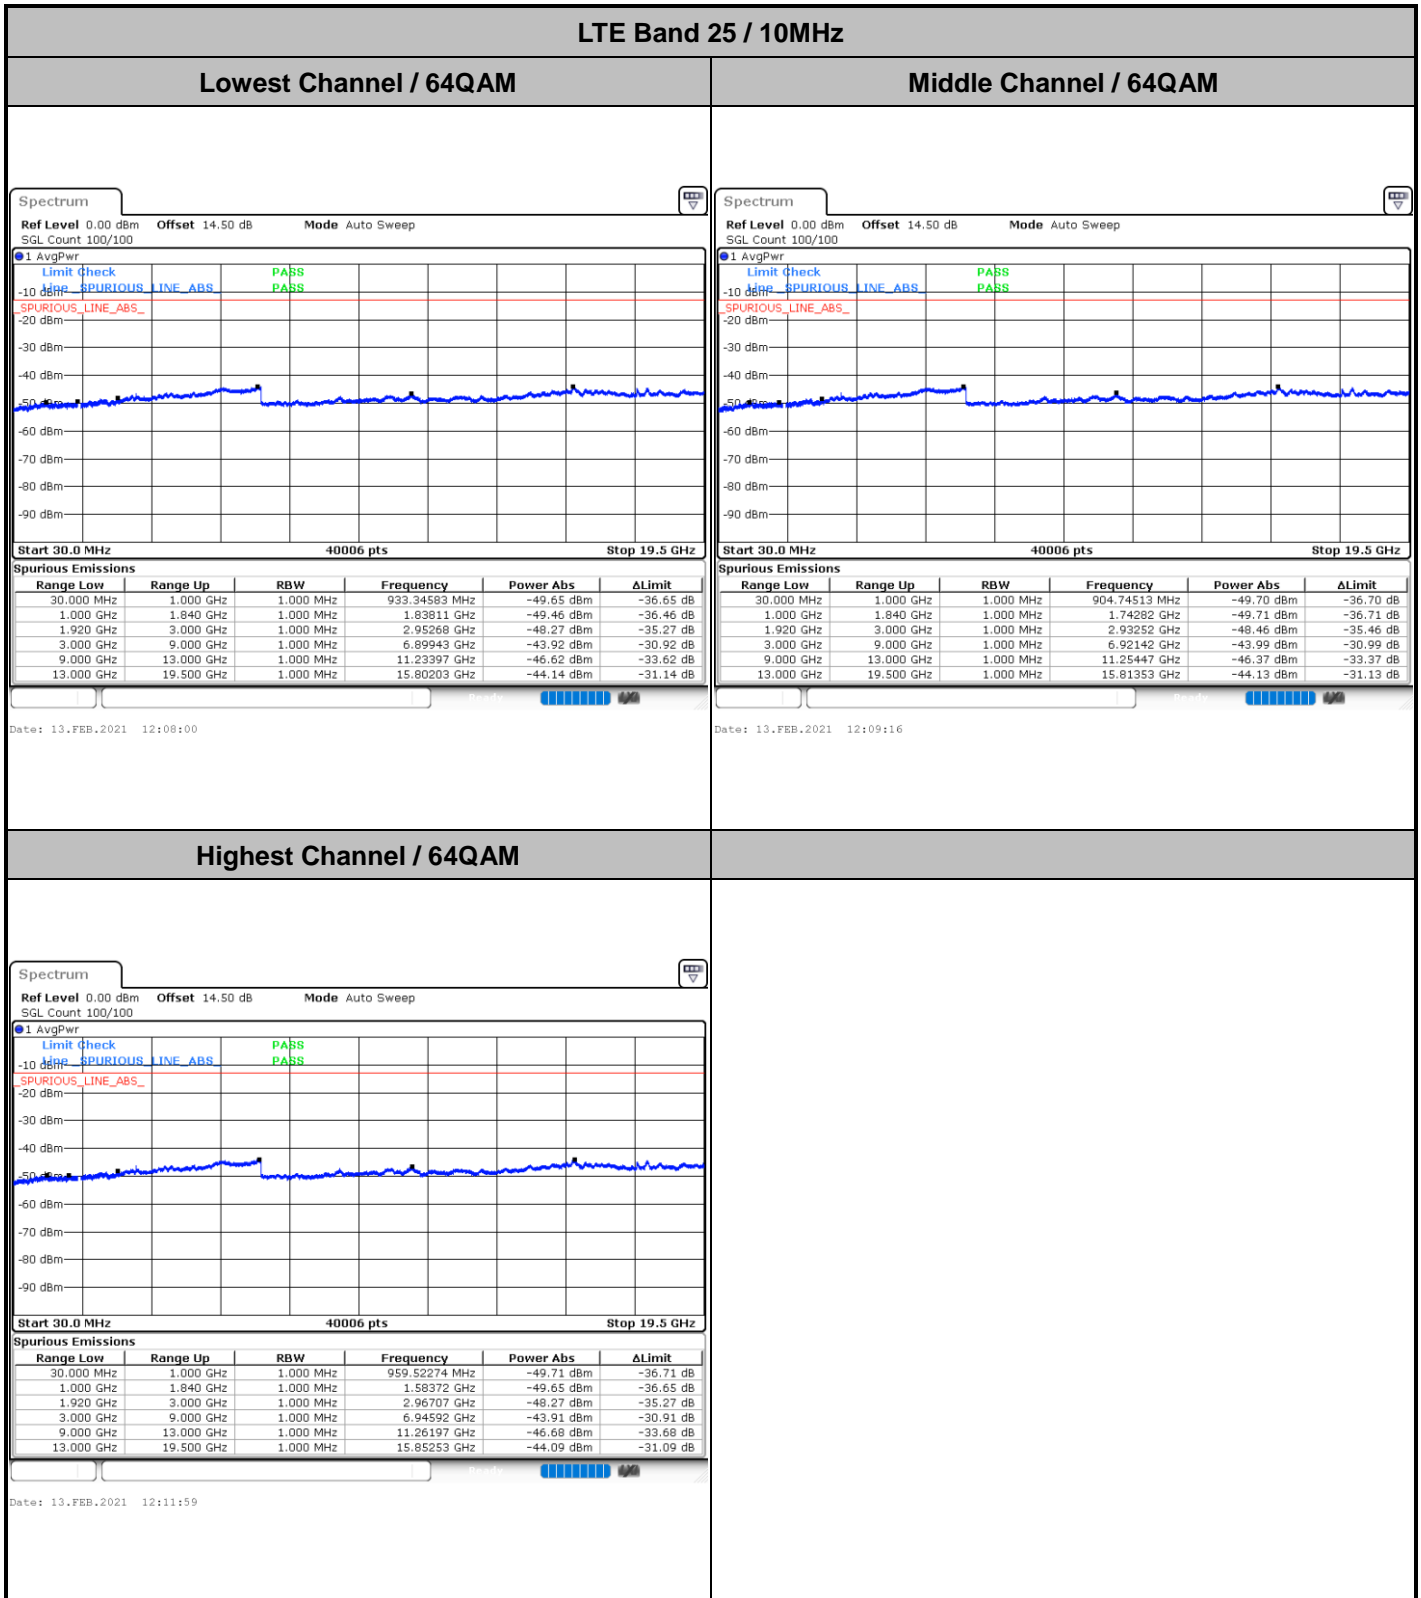 LTE Band 25 / 10MHz
Lowest Channel / 64QAM
Middle Channel / 64QAM
Spectrum
Ref Level 0.00 dBm Offset 14.50 dB Mode Auto Sweep
SGL Count 100/100
1 AvgPwr
Limit Check PASS
Line _SPURIOUS_LINE_ABS_ PASS
-10 dBm
_SPURIOUS_LINE_ABS_
-20 dBm
-30 dBm
-40 dBm
-50 dBm
-60 dBm
-70 dBm
-80 dBm
-90 dBm
Start 30.0 MHz 40006 pts Stop 19.5 GHz
Spurious Emissions
Range Low Range Up RBW Frequency Power Abs ΔLimit
30.000 MHz 1.000 GHz 1.000 MHz 933.34583 MHz -49.65 dBm -36.65 dB
1.000 GHz 1.840 GHz 1.000 MHz 1.83811 GHz -49.46 dBm -36.46 dB
1.920 GHz 3.000 GHz 1.000 MHz 2.95268 GHz -48.27 dBm -35.27 dB
3.000 GHz 9.000 GHz 1.000 MHz 6.89943 GHz -43.92 dBm -30.92 dB
9.000 GHz 13.000 GHz 1.000 MHz 11.23397 GHz -46.62 dBm -33.62 dB
13.000 GHz 19.500 GHz 1.000 MHz 15.80203 GHz -44.14 dBm -31.14 dB
Ready
Date: 13.FEB.2021 12:08:00
Spectrum
Ref Level 0.00 dBm Offset 14.50 dB Mode Auto Sweep
SGL Count 100/100
1 AvgPwr
Limit Check PASS
Line _SPURIOUS_LINE_ABS_ PASS
-10 dBm
_SPURIOUS_LINE_ABS_
-20 dBm
-30 dBm
-40 dBm
-50 dBm
-60 dBm
-70 dBm
-80 dBm
-90 dBm
Start 30.0 MHz 40006 pts Stop 19.5 GHz
Spurious Emissions
Range Low Range Up RBW Frequency Power Abs ΔLimit
30.000 MHz 1.000 GHz 1.000 MHz 904.74513 MHz -49.70 dBm -36.70 dB
1.000 GHz 1.840 GHz 1.000 MHz 1.74282 GHz -49.71 dBm -36.71 dB
1.920 GHz 3.000 GHz 1.000 MHz 2.93252 GHz -48.46 dBm -35.46 dB
3.000 GHz 9.000 GHz 1.000 MHz 6.92142 GHz -43.99 dBm -30.99 dB
9.000 GHz 13.000 GHz 1.000 MHz 11.25447 GHz -46.37 dBm -33.37 dB
13.000 GHz 19.500 GHz 1.000 MHz 15.81353 GHz -44.13 dBm -31.13 dB
Ready
Date: 13.FEB.2021 12:09:16
Highest Channel / 64QAM
Spectrum
Ref Level 0.00 dBm Offset 14.50 dB Mode Auto Sweep
SGL Count 100/100
1 AvgPwr
Limit Check PASS
Line _SPURIOUS_LINE_ABS_ PASS
-10 dBm
_SPURIOUS_LINE_ABS_
-20 dBm
-30 dBm
-40 dBm
-50 dBm
-60 dBm
-70 dBm
-80 dBm
-90 dBm
Start 30.0 MHz 40006 pts Stop 19.5 GHz
Spurious Emissions
Range Low Range Up RBW Frequency Power Abs ΔLimit
30.000 MHz 1.000 GHz 1.000 MHz 959.52274 MHz -49.71 dBm -36.71 dB
1.000 GHz 1.840 GHz 1.000 MHz 1.58372 GHz -49.65 dBm -36.65 dB
1.920 GHz 3.000 GHz 1.000 MHz 2.96707 GHz -48.27 dBm -35.27 dB
3.000 GHz 9.000 GHz 1.000 MHz 6.94592 GHz -43.91 dBm -30.91 dB
9.000 GHz 13.000 GHz 1.000 MHz 11.26197 GHz -46.68 dBm -33.68 dB
13.000 GHz 19.500 GHz 1.000 MHz 15.85253 GHz -44.09 dBm -31.09 dB
Ready
Date: 13.FEB.2021 12:11:59